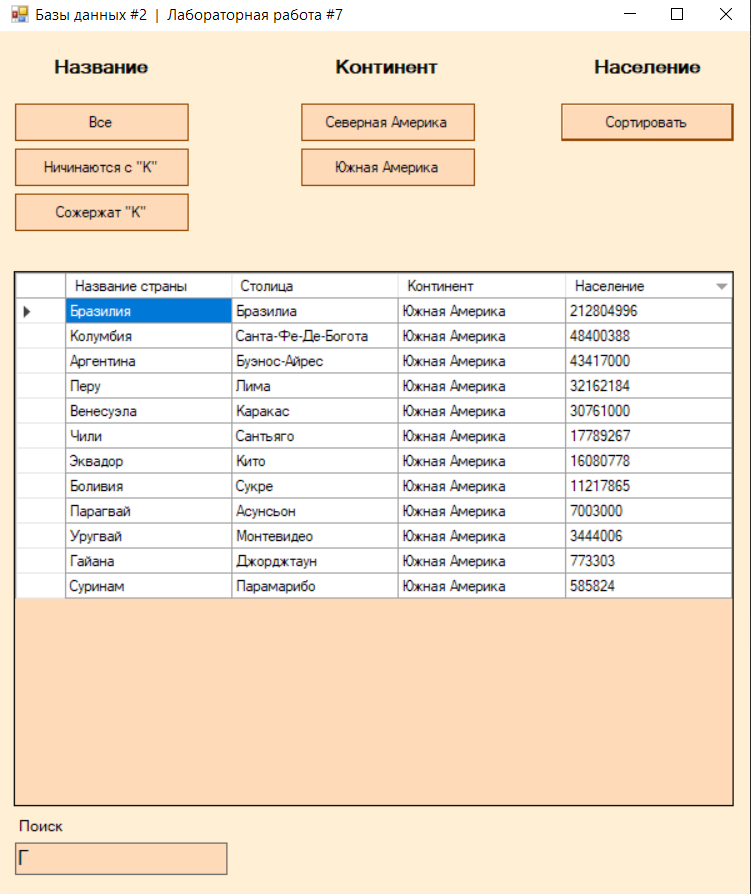 Базы данных #2 | Лабораторная работа #7
Название Континент Население
Все Северная Америка Сортировать
Ничинаются с "К" Южная Америка
Сожержат "К"
Название страны Столица Континент Население
Бразилия Бразилиа Южная Америка 212804996
Колумбия Санта-Фе-Де-Богота Южная Америка 48400388
Аргентина Буэнос-Айрес Южная Америка 43417000
Перу Лима Южная Америка 32162184
Венесуэла Каракас Южная Америка 30761000
Чили Сантьяго Южная Америка 17789267
Эквадор Кито Южная Америка 16080778
Боливия Сукре Южная Америка 11217865
Парагвай Асунсьон Южная Америка 7003000
Уругвай Монтевидео Южная Америка 3444006
Гайана Джорджтаун Южная Америка 773303
Суринам Парамарибо Южная Америка 585824
Поиск
Г